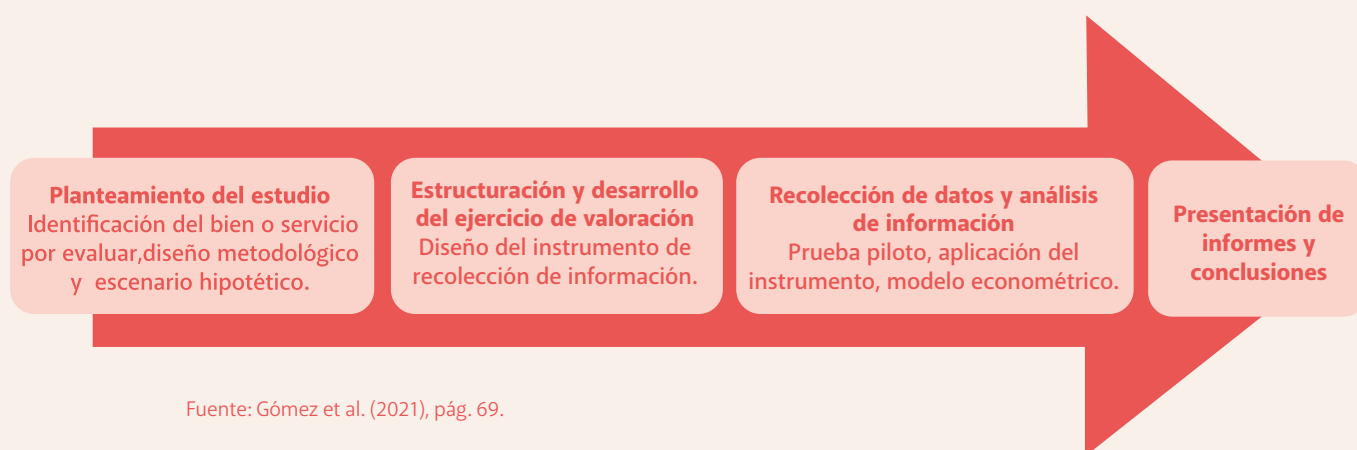 Planteamiento del estudio
Identificación del bien o servicio
por evaluar,diseño metodológico
y escenario hipotético.
Estructuración y desarrollo
del ejercicio de valoración
Diseño del instrumento de
recolección de información.
Recolección de datos y análisis
de información
Prueba piloto, aplicación del
instrumento, modelo econométrico.
Presentación de
informes y
conclusiones
Fuente: Gómez et al. (2021), pág. 69.